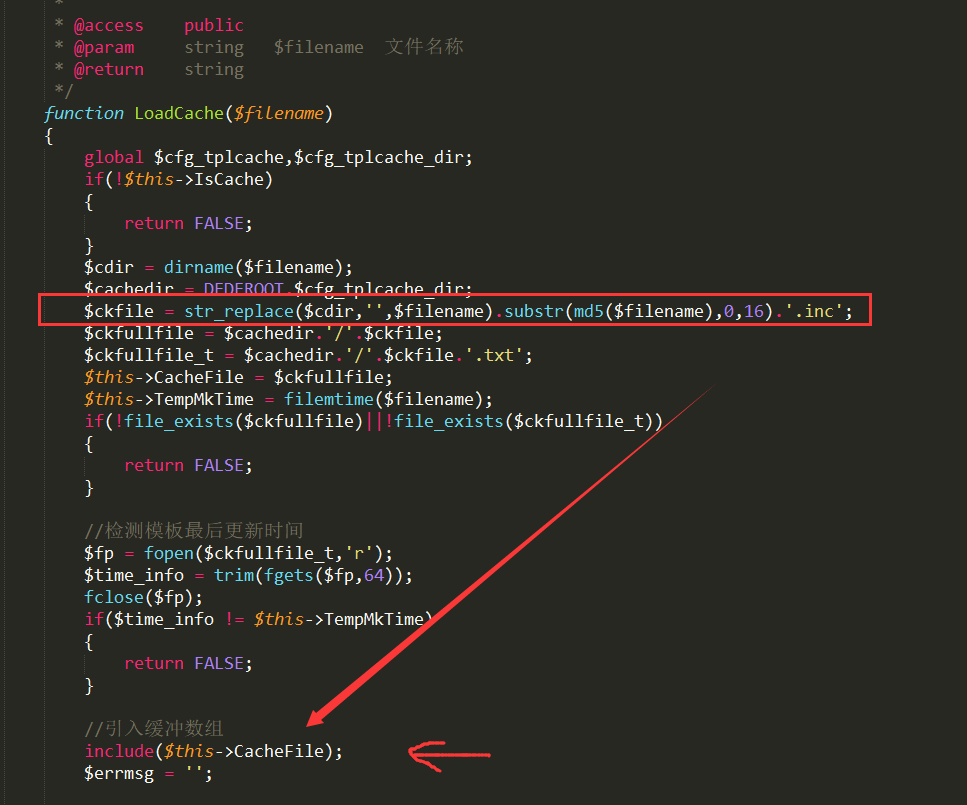 *
* @access    public
* @param     string   $filename  文件名称
* @return    string
*/
function LoadCache($filename)
{
    global $cfg_tplcache,$cfg_tplcache_dir;
    if(!$this->IsCache)
    {
        return FALSE;
    }
    $cdir = dirname($filename);
    $cachedir = DEDEROOT.$cfg_tplcache_dir;
    $ckfile = str_replace($cdir,'',$filename).substr(md5($filename),0,16).'.inc';
    $ckfullfile = $cachedir.'/'.$ckfile;
    $ckfullfile_t = $cachedir.'/'.$ckfile.'.txt';
    $this->CacheFile = $ckfullfile;
    $this->TempMkTime = filemtime($filename);
    if(!file_exists($ckfullfile)||!file_exists($ckfullfile_t))
    {
        return FALSE;
    }
    //检测模板最后更新时间
    $fp = fopen($ckfullfile_t,'r');
    $time_info = trim(fgets($fp,64));
    fclose($fp);
    if($time_info != $this->TempMkTime)
    {
        return FALSE;
    }
    //引入缓冲数组
    include($this->CacheFile);
    $errmsg = '';